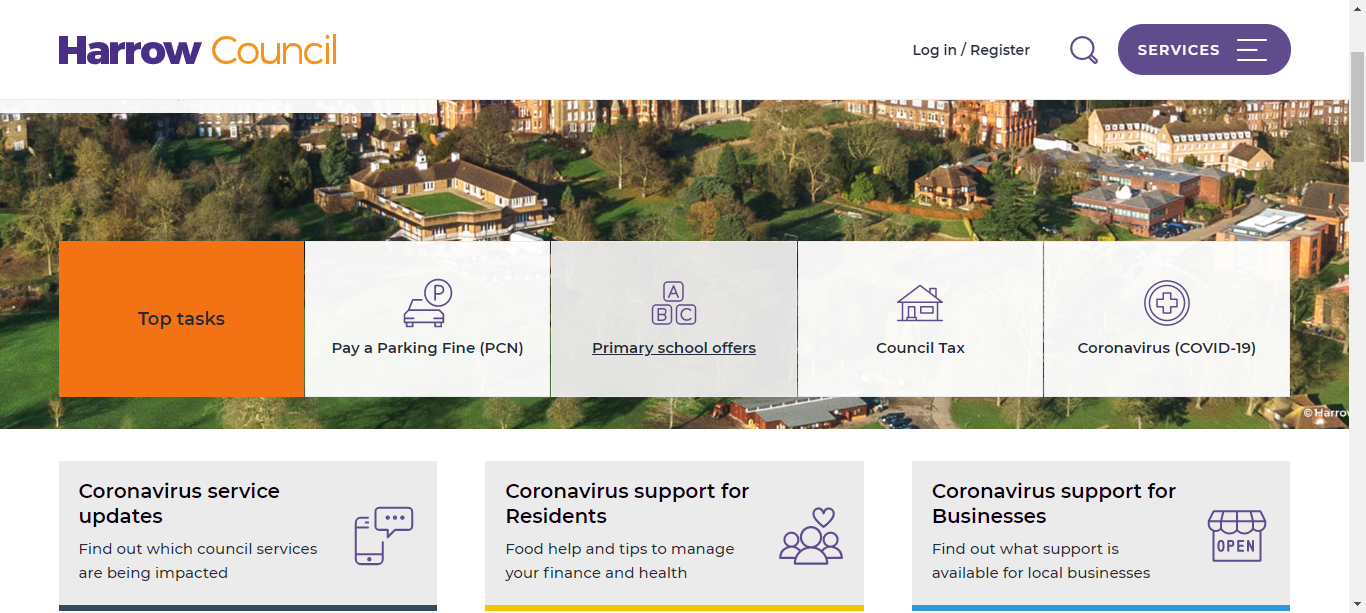 Harrow Council
Log in / Register
SERVICES
Top tasks
P
Pay a Parking Fine (PCN)
A
B C
Primary school offers
Council Tax
Coronavirus (COVID-19)
© Harrow
Coronavirus service
updates
Find out which council services
are being impacted
Coronavirus support for
Residents
Food help and tips to manage
your finance and health
Coronavirus support for
Businesses
Find out what support is
available for local businesses
OPEN